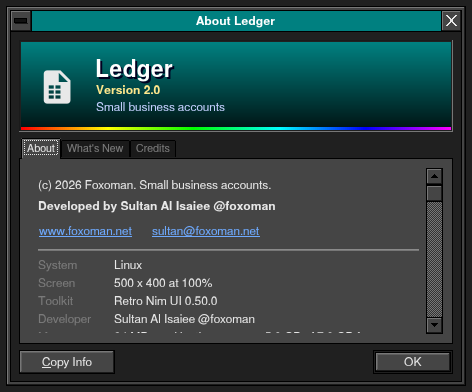 About Ledger
Ledger
Version 2.0
Small business accounts
About
What's New
Credits
(c) 2026 Foxoman. Small business accounts.
Developed by Sultan Al Isaiee @foxoman
www.foxoman.net
sultan@foxoman.net
System Linux
Screen 500 x 400 at 100%
Toolkit Retro Nim UI 0.50.0
Developer Sultan Al Isaiee @foxoman
Copy Info
OK